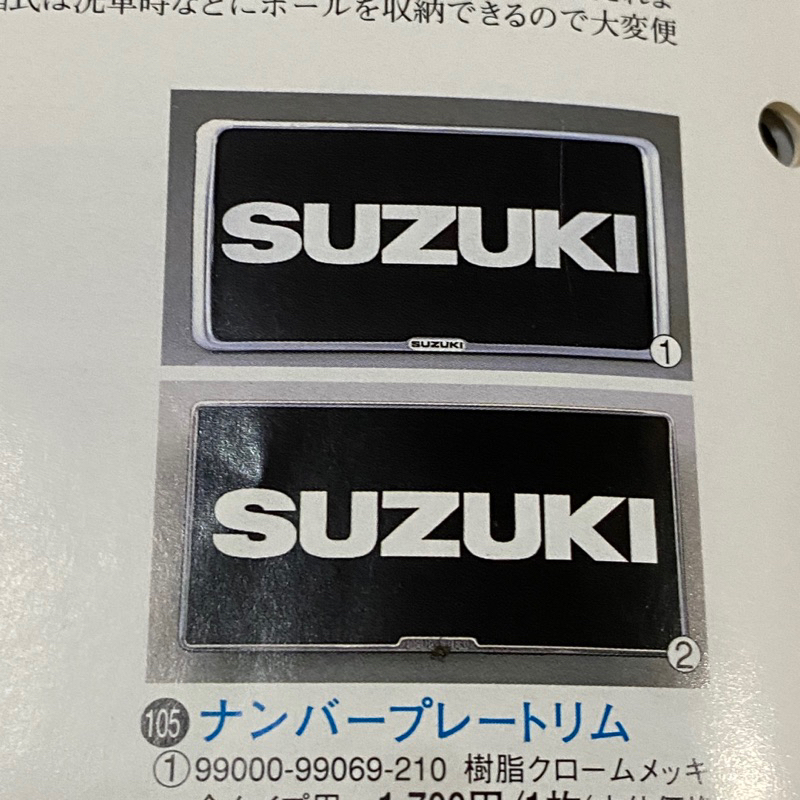 式は洗車時などにポールを収納できるので大変便
SUZUKI
SUZUKI
①
SUZUKI
②
105 ナンバープレートリム
①99000-99069-210 樹脂クロームメッキ